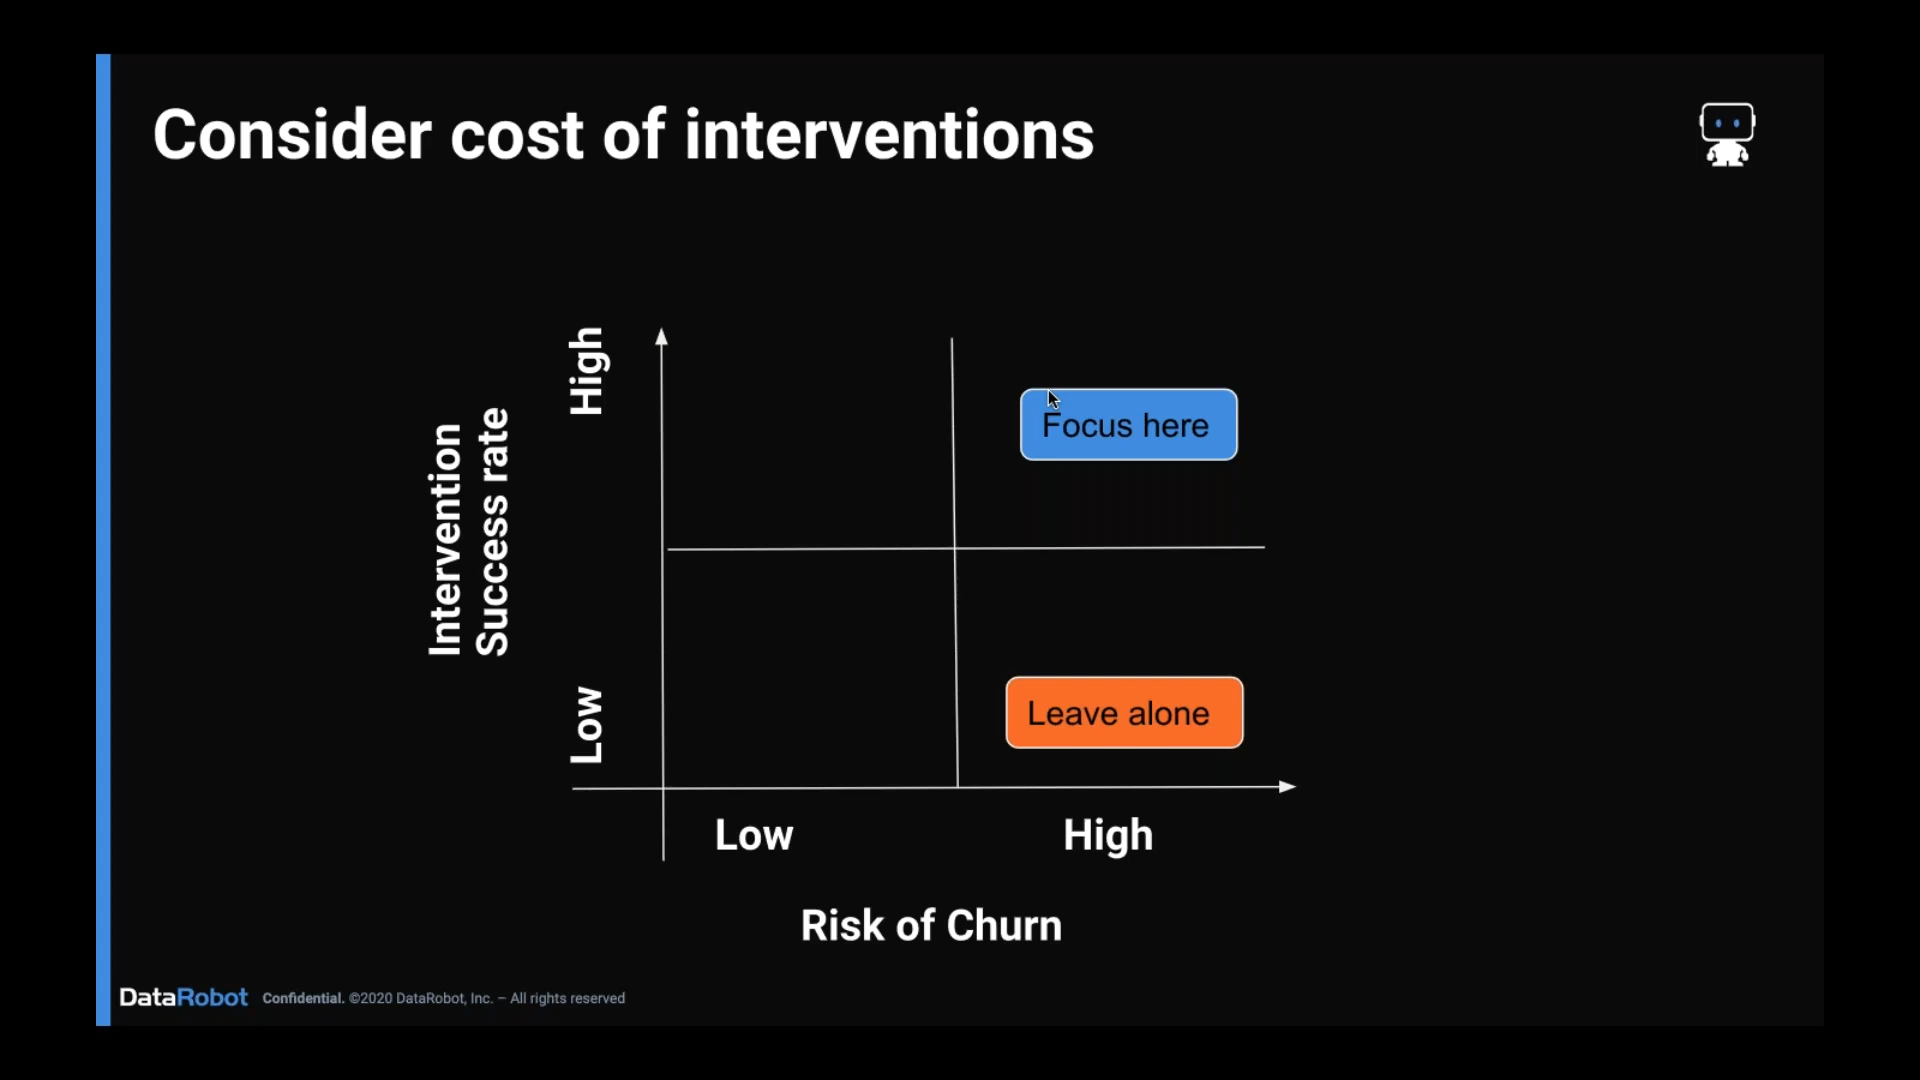 Consider cost of interventions
Intervention
Success rate
High
Low
Focus here
Leave alone
Low
High
Risk of Churn
DataRobot Confidential. ©2020 DataRobot, Inc. – All rights reserved